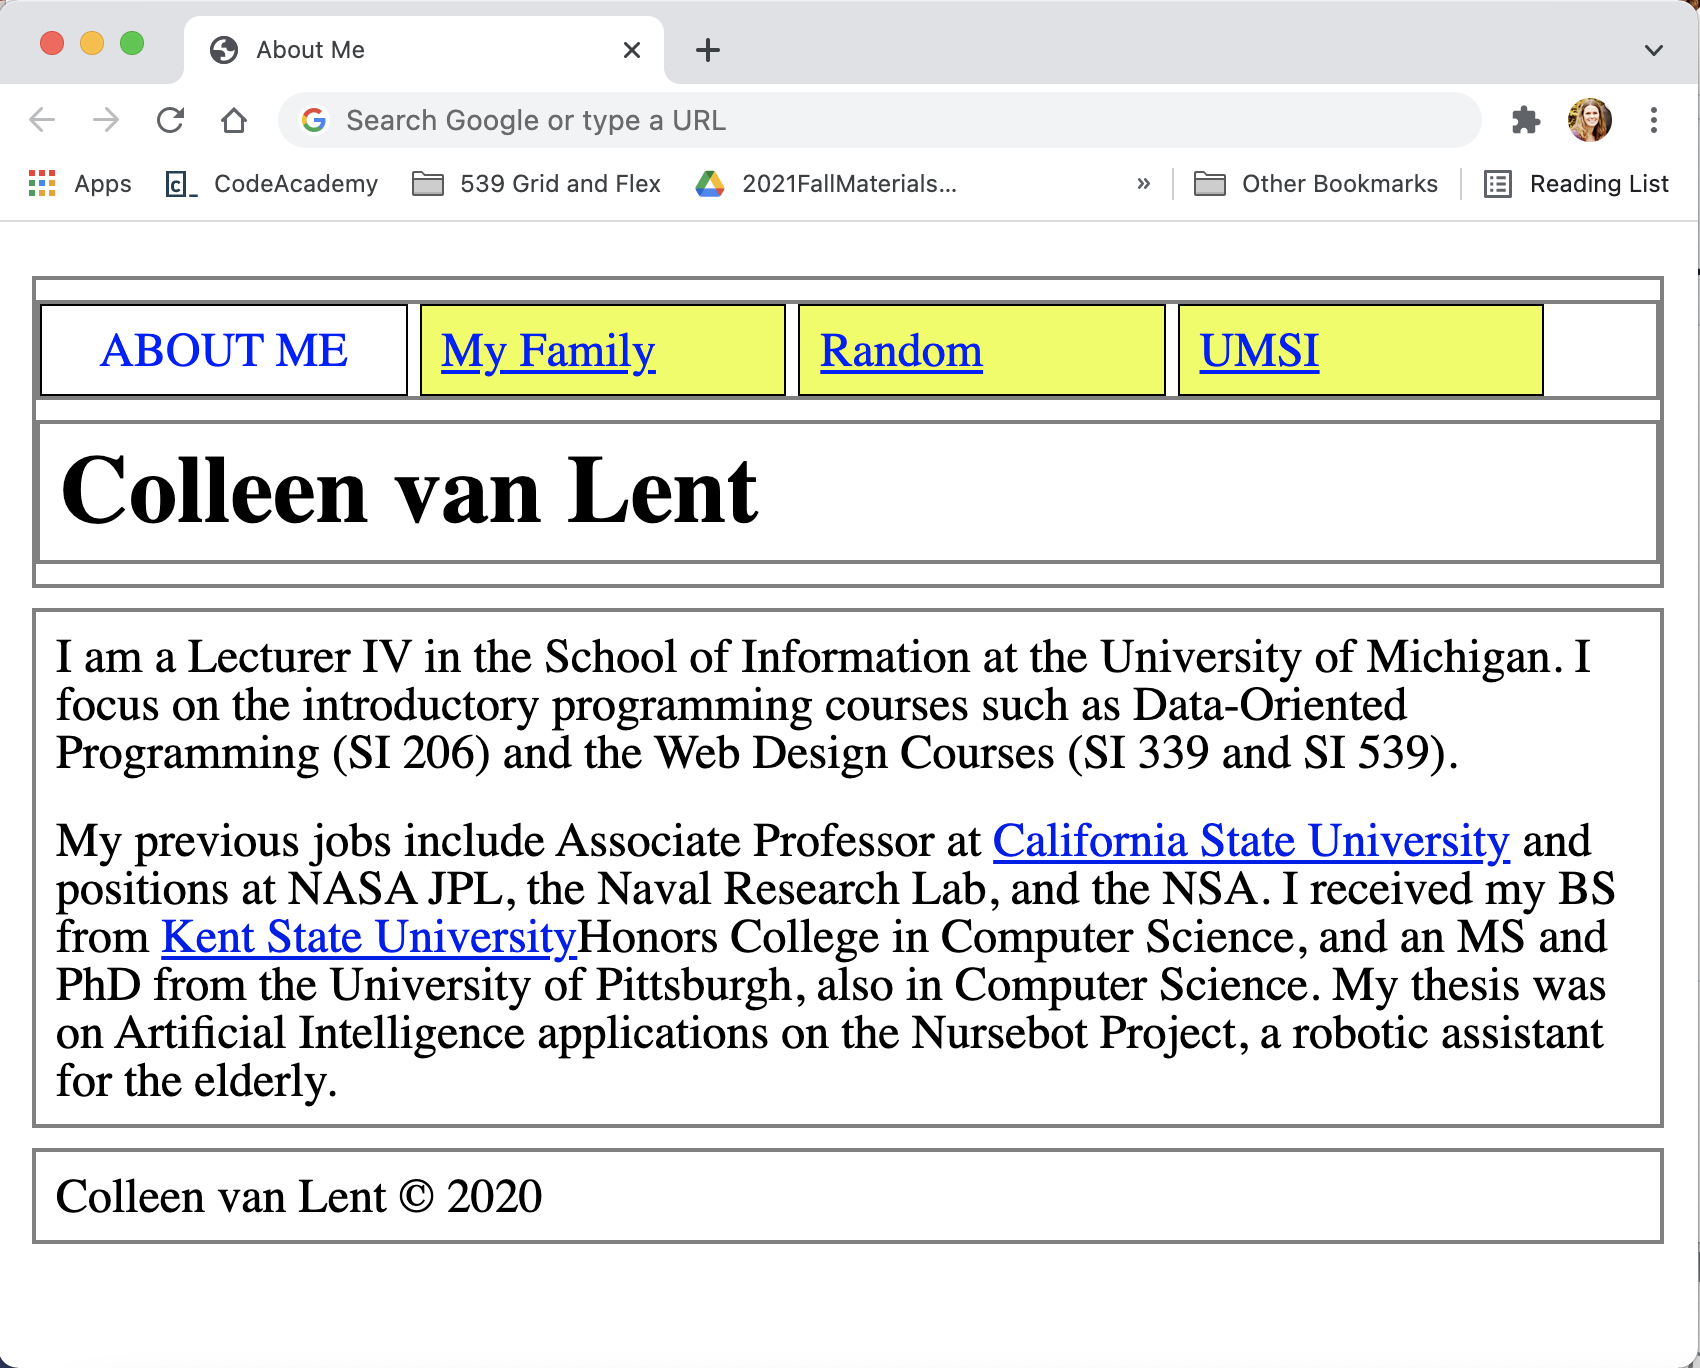 About Me
Search Google or type a URL
Apps CodeAcademy 539 Grid and Flex 2021FallMaterials... » Other Bookmarks Reading List
ABOUT ME My Family Random UMSI
Colleen van Lent
I am a Lecturer IV in the School of Information at the University of Michigan. I
focus on the introductory programming courses such as Data-Oriented
Programming (SI 206) and the Web Design Courses (SI 339 and SI 539).
My previous jobs include Associate Professor at California State University and
positions at NASA JPL, the Naval Research Lab, and the NSA. I received my BS
from Kent State UniversityHonors College in Computer Science, and an MS and
PhD from the University of Pittsburgh, also in Computer Science. My thesis was
on Artificial Intelligence applications on the Nursebot Project, a robotic assistant
for the elderly.
Colleen van Lent © 2020